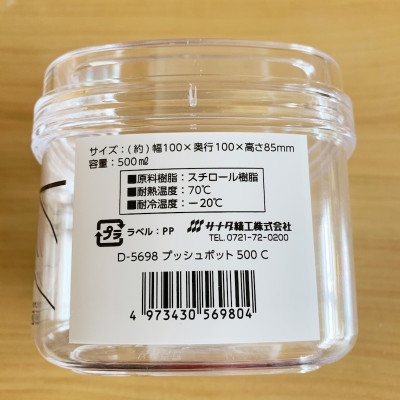 サイズ：(約) 幅100×奥行100×高さ85mm
容量：500㎖
■原料樹脂：スチロール樹脂
■耐熱温度：70℃
■耐冷温度：－20℃
プラ ラベル：PP サナダ精工株式会社
TEL.0721-72-0200
D-5698 プッシュポット 500 C
4 973430 569804